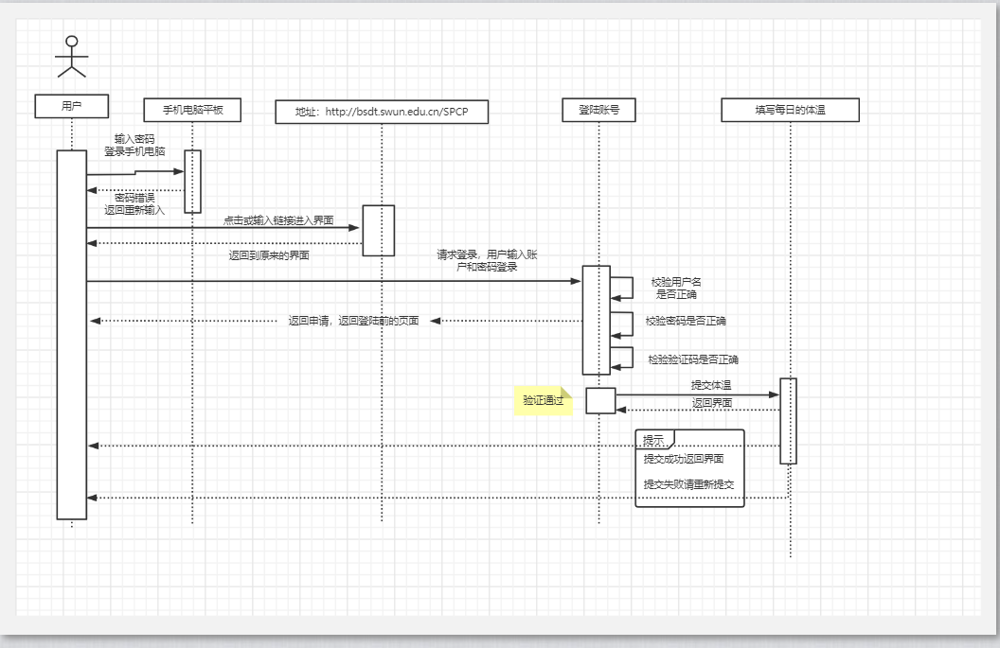 用户
手机电脑平板
地址：http://bsdt.swun.edu.cn/SPCP
登陆账号
填写每日的体温
输入密码
登录手机电脑
密码错误
返回重新输入
点击或输入链接进入界面
返回到原来的界面
请求登录，用户输入账
户和密码登录
校验用户名
是否正确
返回申请，返回登陆前的页面
校验密码是否正确
检验验证码是否正确
提交体温
验证通过
返回界面
提示
提交成功返回界面
提交失败请重新提交